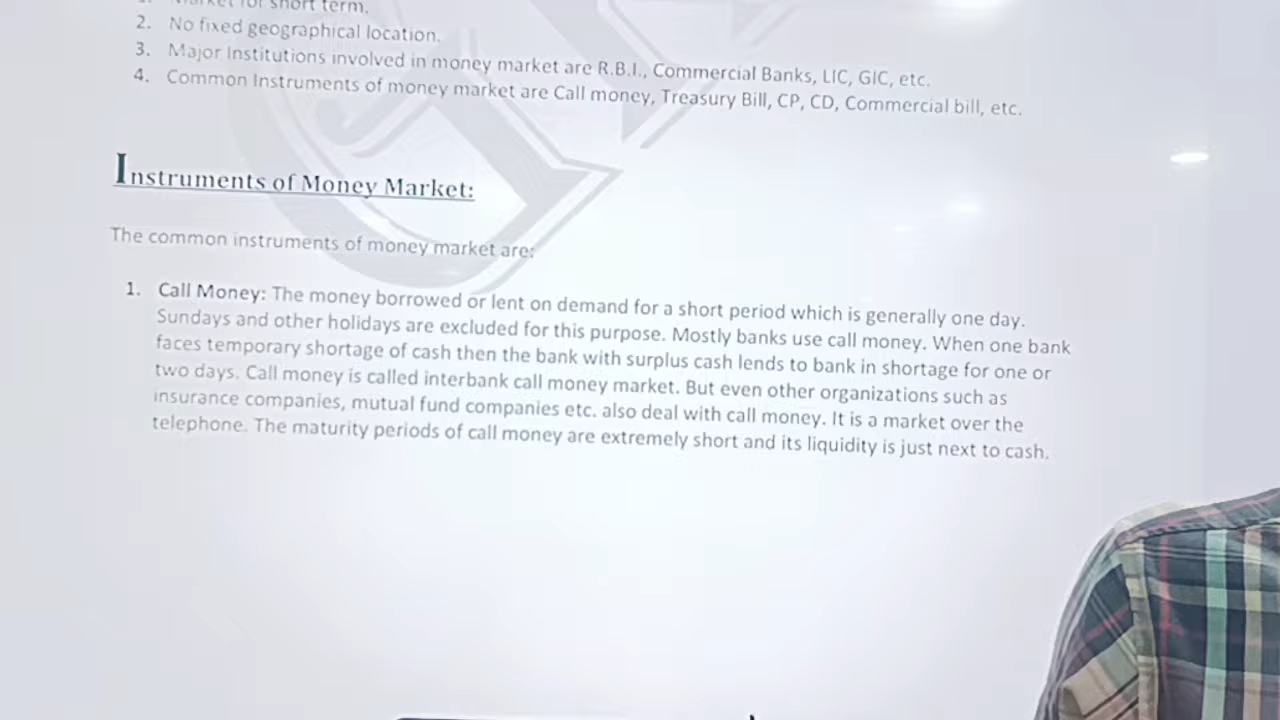 1. Market for short term.
2. No fixed geographical location.
3. Major Institutions involved in money market are R.B.I., Commercial Banks, LIC, GIC, etc.
4. Common Instruments of money market are Call money, Treasury Bill, CP, CD, Commercial bill, etc.
Instruments of Money Market:
The common instruments of money market are:
1. Call Money: The money borrowed or lent on demand for a short period which is generally one day.
Sundays and other holidays are excluded for this purpose. Mostly banks use call money. When one bank
faces temporary shortage of cash then the bank with surplus cash lends to bank in shortage for one or
two days. Call money is called interbank call money market. But even other organizations such as
insurance companies, mutual fund companies etc. also deal with call money. It is a market over the
telephone. The maturity periods of call money are extremely short and its liquidity is just next to cash.